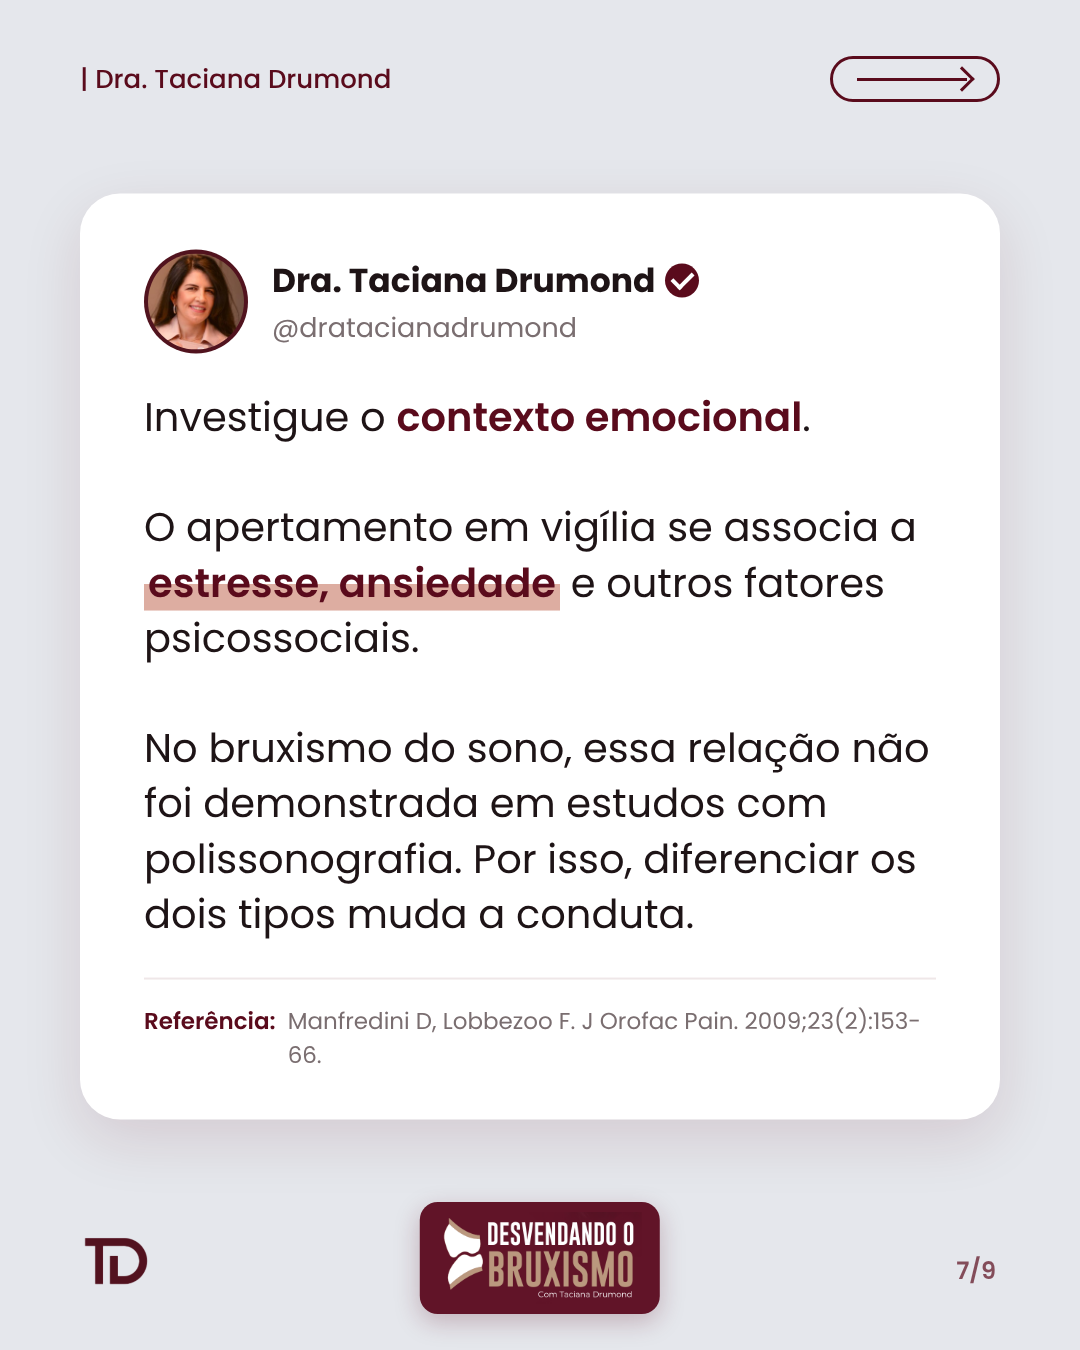 | Dra. Taciana Drumond
Dra. Taciana Drumond
@dratacianadrumond
Investigue o contexto emocional.
O apertamento em vigília se associa a
estresse, ansiedade e outros fatores
psicossociais.
No bruxismo do sono, essa relação não
foi demonstrada em estudos com
polissonografia. Por isso, diferenciar os
dois tipos muda a conduta.
Referência: Manfredini D, Lobbezoo F. J Orofac Pain. 2009;23(2):153-
66.
TD
DESVENDANDO O
BRUXISMO
Com Taciana Drumond
7/9